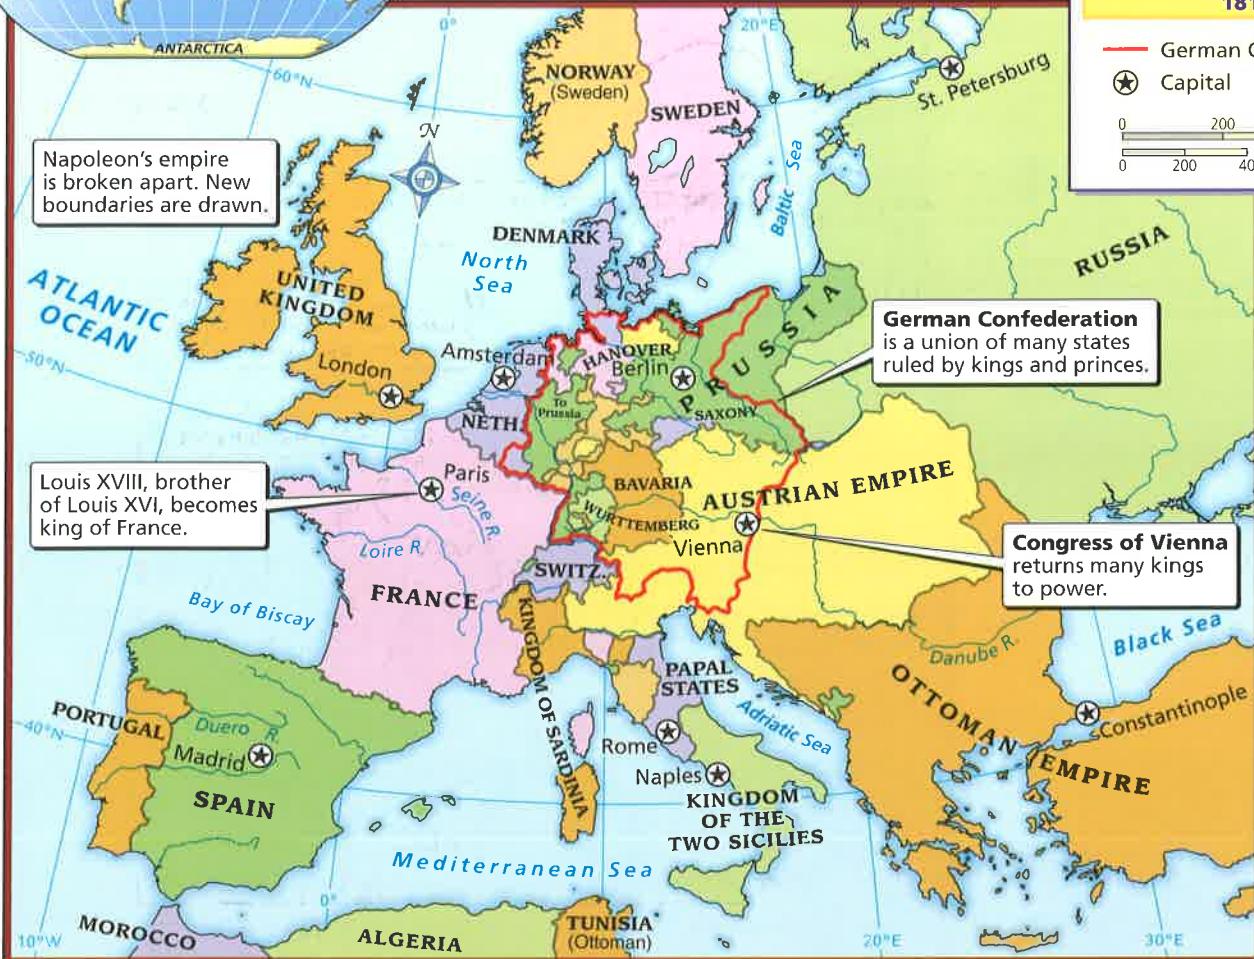 ANTARCTICA
0°
20°E
60°N
German
Capital
0 200
0 200
St. Petersburg
NORWAY
(Sweden)
SWEDEN
N
Napoleon's empire
is broken apart. New
boundaries are drawn.
Baltic Sea
DENMARK
North
Sea
RUSSIA
ATLANTIC
OCEAN
UNITED
KINGDOM
London
50°N
German Confederation
is a union of many states
ruled by kings and princes.
Amsterdam
HANOVER
Berlin
PRUSSIA
To
Prussia
SAXONY
NETH.
Louis XVIII, brother
of Louis XVI, becomes
king of France.
Paris
Seine R.
Loire R.
BAVARIA
WURTTEMBERG
AUSTRIAN EMPIRE
Vienna
Congress of Vienna
returns many kings
to power.
SWITZ.
FRANCE
Bay of Biscay
KINGDOM OF SARDINIA
PAPAL
STATES
Adriatic Sea
Danube R.
Black Sea
OTTOMAN EMPIRE
Constantinople
PORTUGAL
40°N
Duero R.
Madrid
SPAIN
Rome
Naples
KINGDOM
OF THE
TWO SICILIES
Mediterranean Sea
0°
MOROCCO
ALGERIA
TUNISIA
(Ottoman)
10°W
20°E
30°E